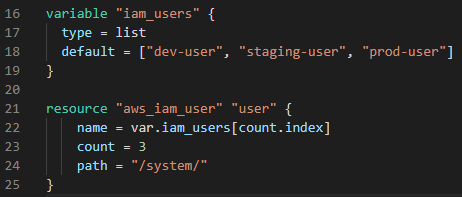 16 variable "iam_users" {
17   type = list
18   default = ["dev-user", "staging-user", "prod-user"]
19 }
20
21 resource "aws_iam_user" "user" {
22     name = var.iam_users[count.index]
23     count = 3
24     path = "/system/"
25 }